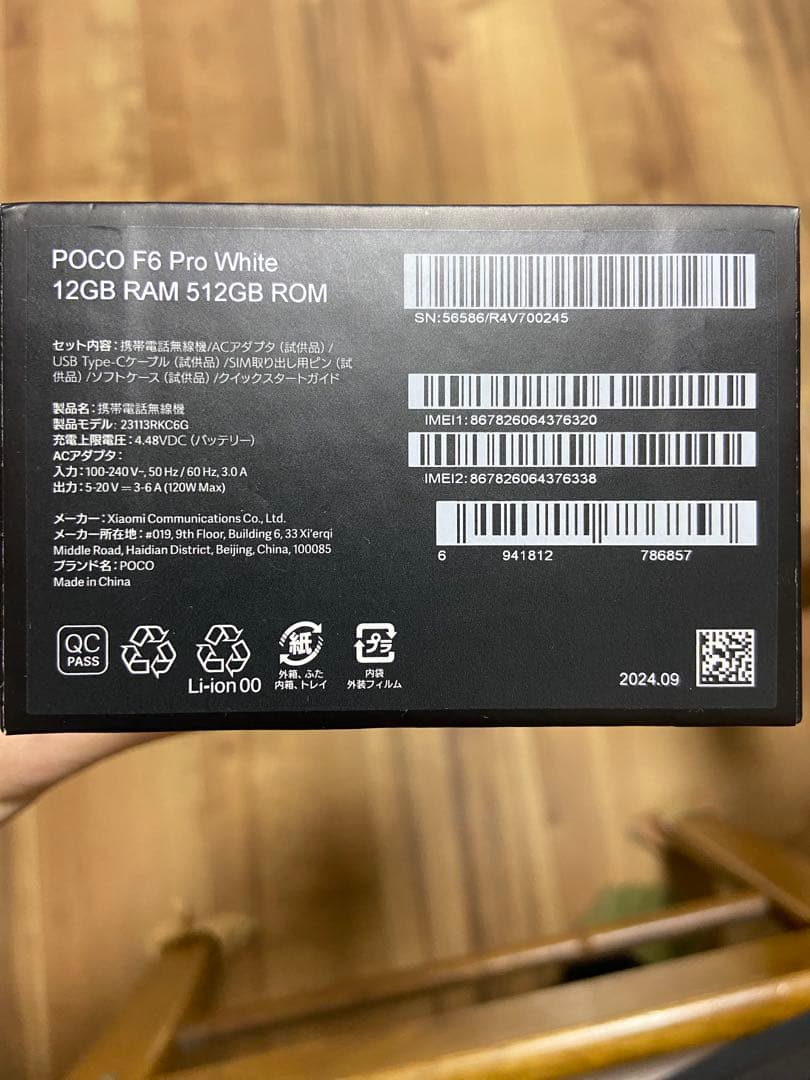 POCO F6 Pro White
12GB RAM 512GB ROM
セット内容:携帯電話無線機/ACアダプタ(試供品)/
USB Type-Cケーブル(試供品)/SIM取り出し用ピン(試
供品)/ソフトケース(試供品)/クイックスタートガイド
製品名:携帯電話無線機
製品モデル: 23113RKC6G
充電上限電圧:4.48VDC(バッテリー)
ACアダプタ:
入力:100-240 V~, 50 Hz / 60 Hz, 3.0 A
出力:5-20 V ⎓ 3-6 A (120W Max)
メーカー:Xiaomi Communications Co., Ltd.
メーカー所在地:#019, 9th Floor, Building 6, 33 Xi'erqi
Middle Road, Haidian District, Beijing, China, 100085
ブランド名:POCO
Made in China
SN:56586/R4V700245
IMEI1:867826064376320
IMEI2:867826064376338
6 941812 786857
QC
PASS
Li-ion 00
紙
外箱、ふた
内箱、トレイ
プラ
内袋
外装フィルム
2024.09